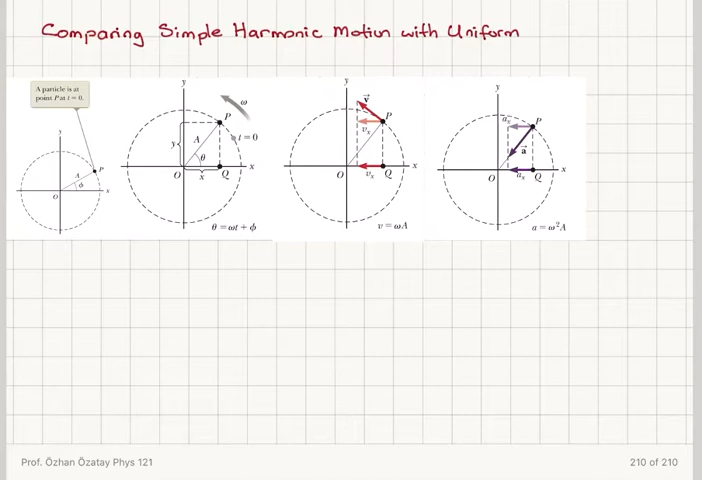 Comparing Simple Harmonic Motion with Uniform
A particle is at
point P at t = 0.
y
A
P
ϕ
O
x
y
ω
P
A
t = 0
y
θ
x
O
x
Q
θ = ωt + ϕ
y
v⃗
P
vₓ
x
O
vₓ
Q
v = ωA
y
aₓ
P
a⃗
x
O
aₓ
Q
a = ω²A
Prof. Özhan Özatay Phys 121
210 of 210